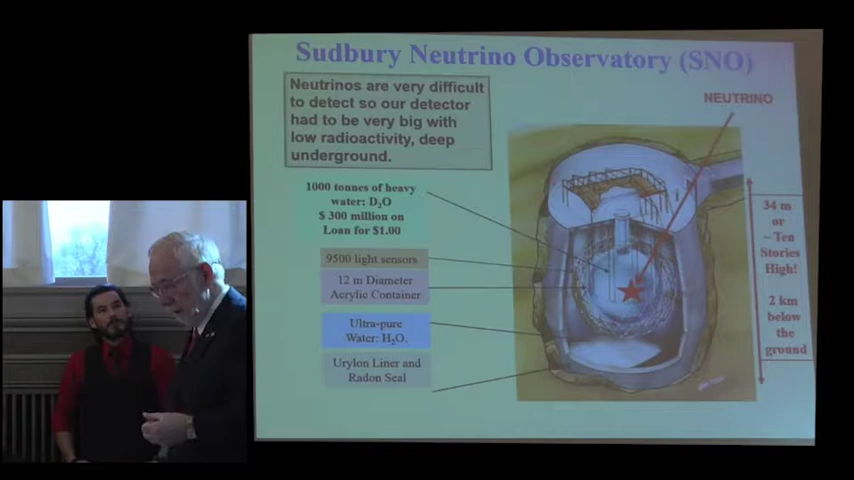 Sudbury Neutrino Observatory (SNO)
Neutrinos are very difficult
to detect so our detector
had to be very big with
low radioactivity, deep
underground.
NEUTRINO
1000 tonnes of heavy
water: D₂O
$ 300 million on
Loan for $1.00
9500 light sensors
12 m Diameter
Acrylic Container
Ultra-pure
Water: H₂O.
Urylon Liner and
Radon Seal
34 m
or
~ Ten
Stories
High!
2 km
below
the
ground